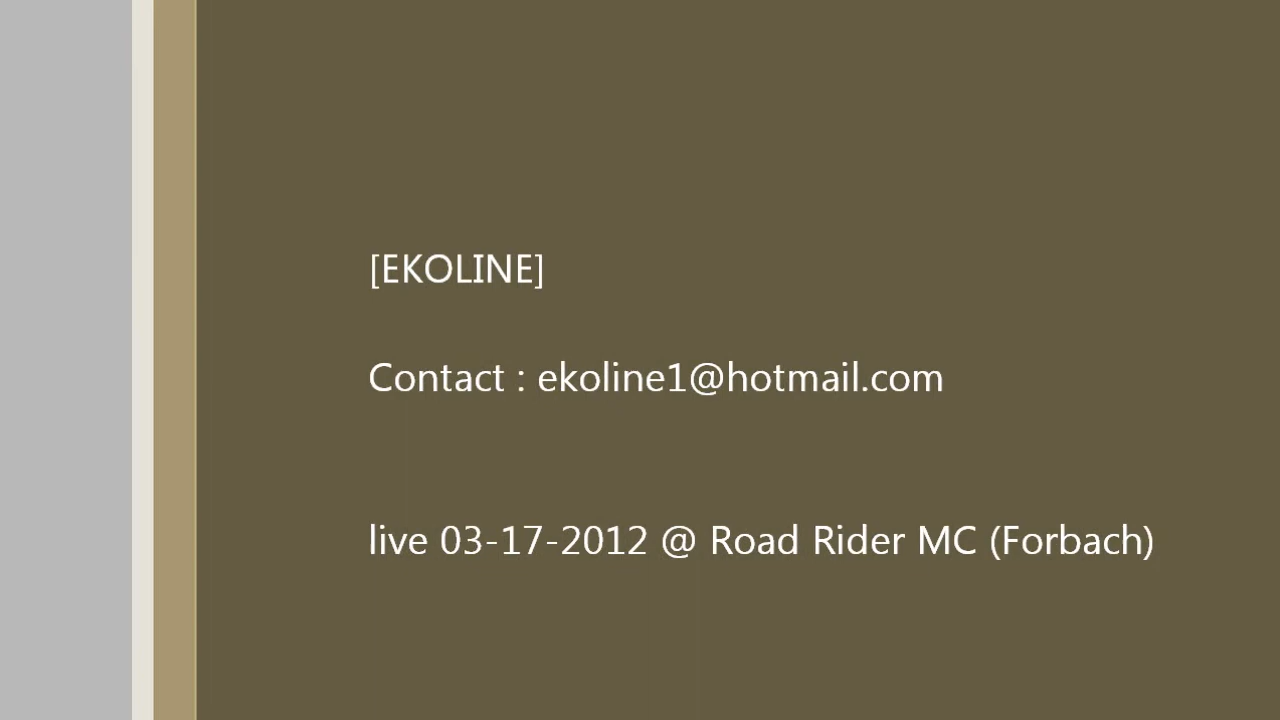 [EKOLINE]
Contact : ekoline1@hotmail.com
live 03-17-2012 @ Road Rider MC (Forbach)